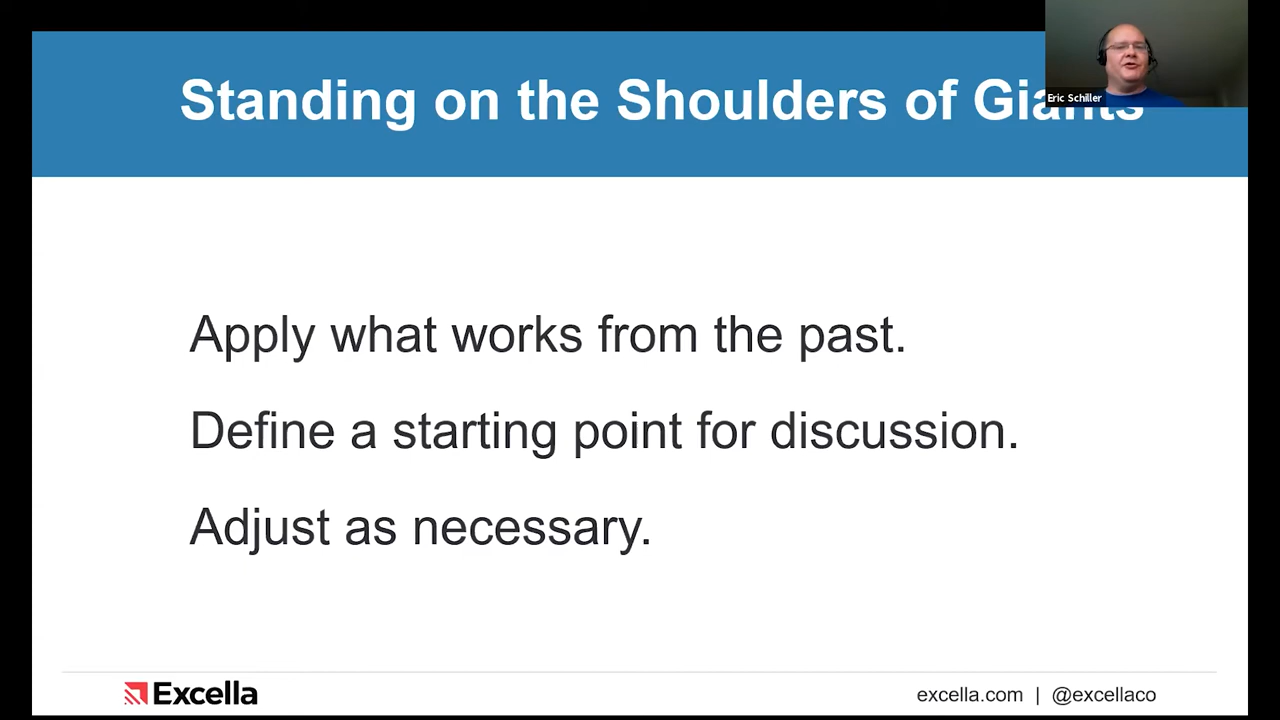 Standing on the Shoulders of Giants
Eric Schiller
Apply what works from the past.
Define a starting point for discussion.
Adjust as necessary.
Excella
excella.com | @excellaco